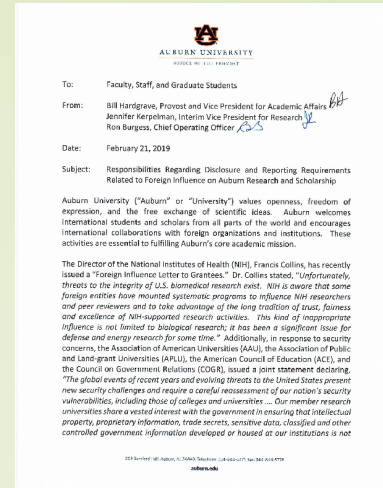 AUBURN UNIVERSITY
OFFICE OF THE PROVOST
To: Faculty, Staff, and Graduate Students
From: Bill Hardgrave, Provost and Vice President for Academic Affairs
Jennifer Kerpelman, Interim Vice President for Research
Ron Burgess, Chief Operating Officer
Date: February 21, 2019
Subject: Responsibilities Regarding Disclosure and Reporting Requirements
Related to Foreign Influence on Auburn Research and Scholarship
Auburn University ("Auburn" or "University") values openness, freedom of
expression, and the free exchange of scientific ideas. Auburn welcomes
international students and scholars from all parts of the world and encourages
international collaborations with foreign organizations and institutions. These
activities are essential to fulfilling Auburn's core academic mission.
The Director of the National Institutes of Health (NIH), Francis Collins, has recently
issued a "Foreign Influence Letter to Grantees." Dr. Collins stated, "Unfortunately,
threats to the integrity of U.S. biomedical research exist. NIH is aware that some
foreign entities have mounted systematic programs to influence NIH researchers
and peer reviewers and to take advantage of the long tradition of trust, fairness
and excellence of NIH-supported research activities. This kind of inappropriate
influence is not limited to biological research; it has been a significant issue for
defense and energy research for some time." Additionally, in response to security
concerns, the Association of American Universities (AAU), the Association of Public
and Land-grant Universities (APLU), the American Council of Education (ACE), and
the Council on Government Relations (COGR), issued a joint statement declaring,
"The global events of recent years and evolving threats to the United States present
new security challenges and require a careful reassessment of our nation's security
vulnerabilities, including those of colleges and universities .... Our member research
universities share a vested interest with the government in ensuring that intellectual
property, proprietary information, trade secrets, sensitive data, classified and other
controlled government information developed or housed at our institutions is not
auburn.edu